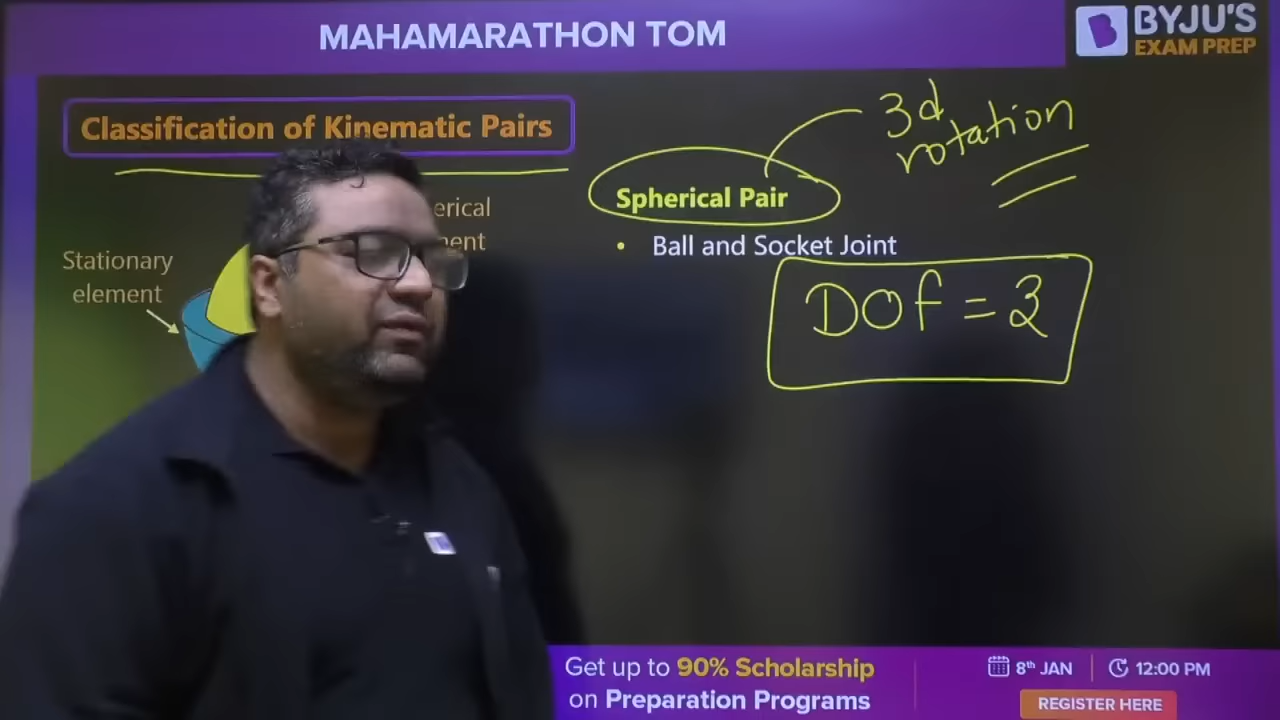 MAHAMARATHON TOM
BYJU'S
EXAM PREP
Classification of Kinematic Pairs
3d
rotation
Spherical Pair
• Ball and Socket Joint
Stationary
element
DOf = 3
Get up to 90% Scholarship
on Preparation Programs
8th JAN
12:00 PM
REGISTER HERE